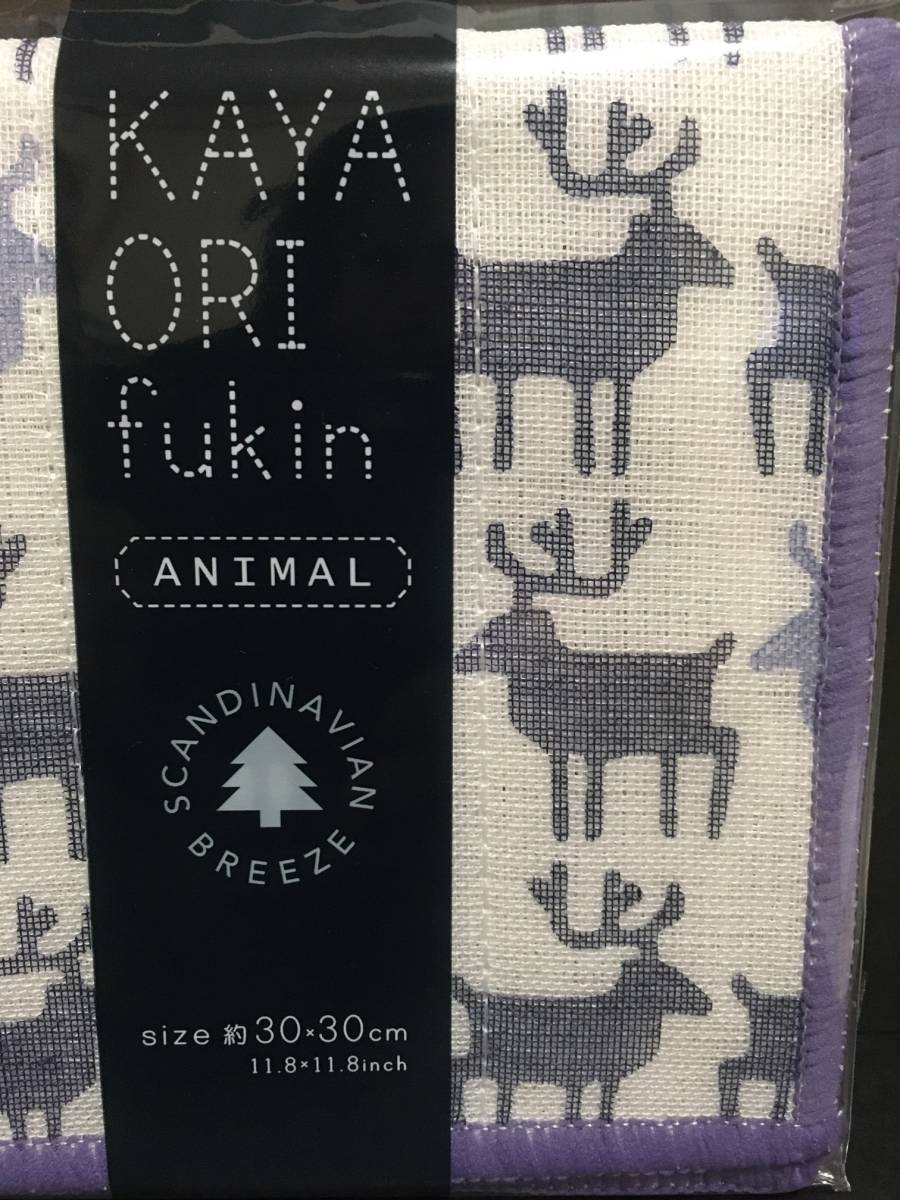 KAYA
ORI
fukin
ANIMAL
SCANDINAVIAN
BREEZE
size 約30×30cm
11.8×11.8inch